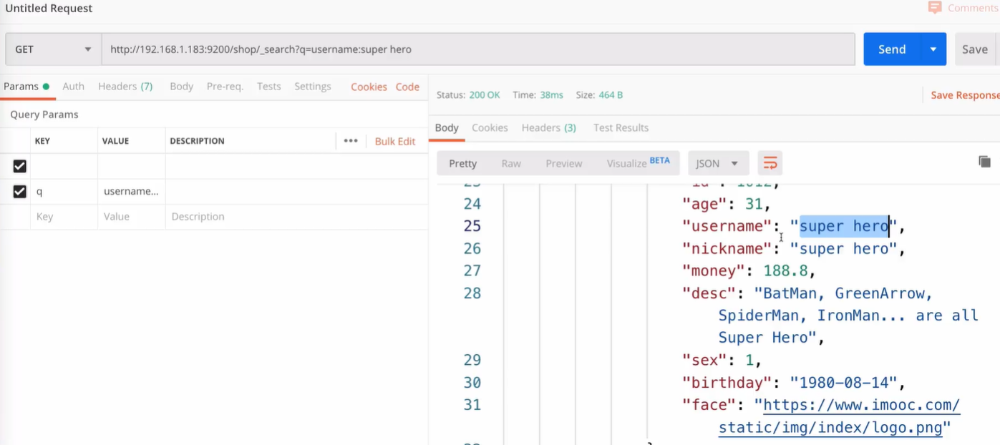 Untitled Request
Comments
GET
http://192.168.1.183:9200/shop/_search?q=username:super hero
Send
Save
Params
Auth
Headers (7)
Body
Pre-req.
Tests
Settings
Cookies
Code
Query Params
KEY
VALUE
DESCRIPTION
•••
Bulk Edit
q
username...
Key
Value
Description
Status: 200 OK
Time: 38ms
Size: 464 B
Save Response
Body
Cookies
Headers (3)
Test Results
Pretty
Raw
Preview
Visualize BETA
JSON
24 "age": 31,
25 "username": "super hero",
26 "nickname": "super hero",
27 "money": 188.8,
28 "desc": "BatMan, GreenArrow,
SpiderMan, IronMan... are all
Super Hero",
29 "sex": 1,
30 "birthday": "1980-08-14",
31 "face": "https://www.imooc.com/
static/img/index/logo.png"